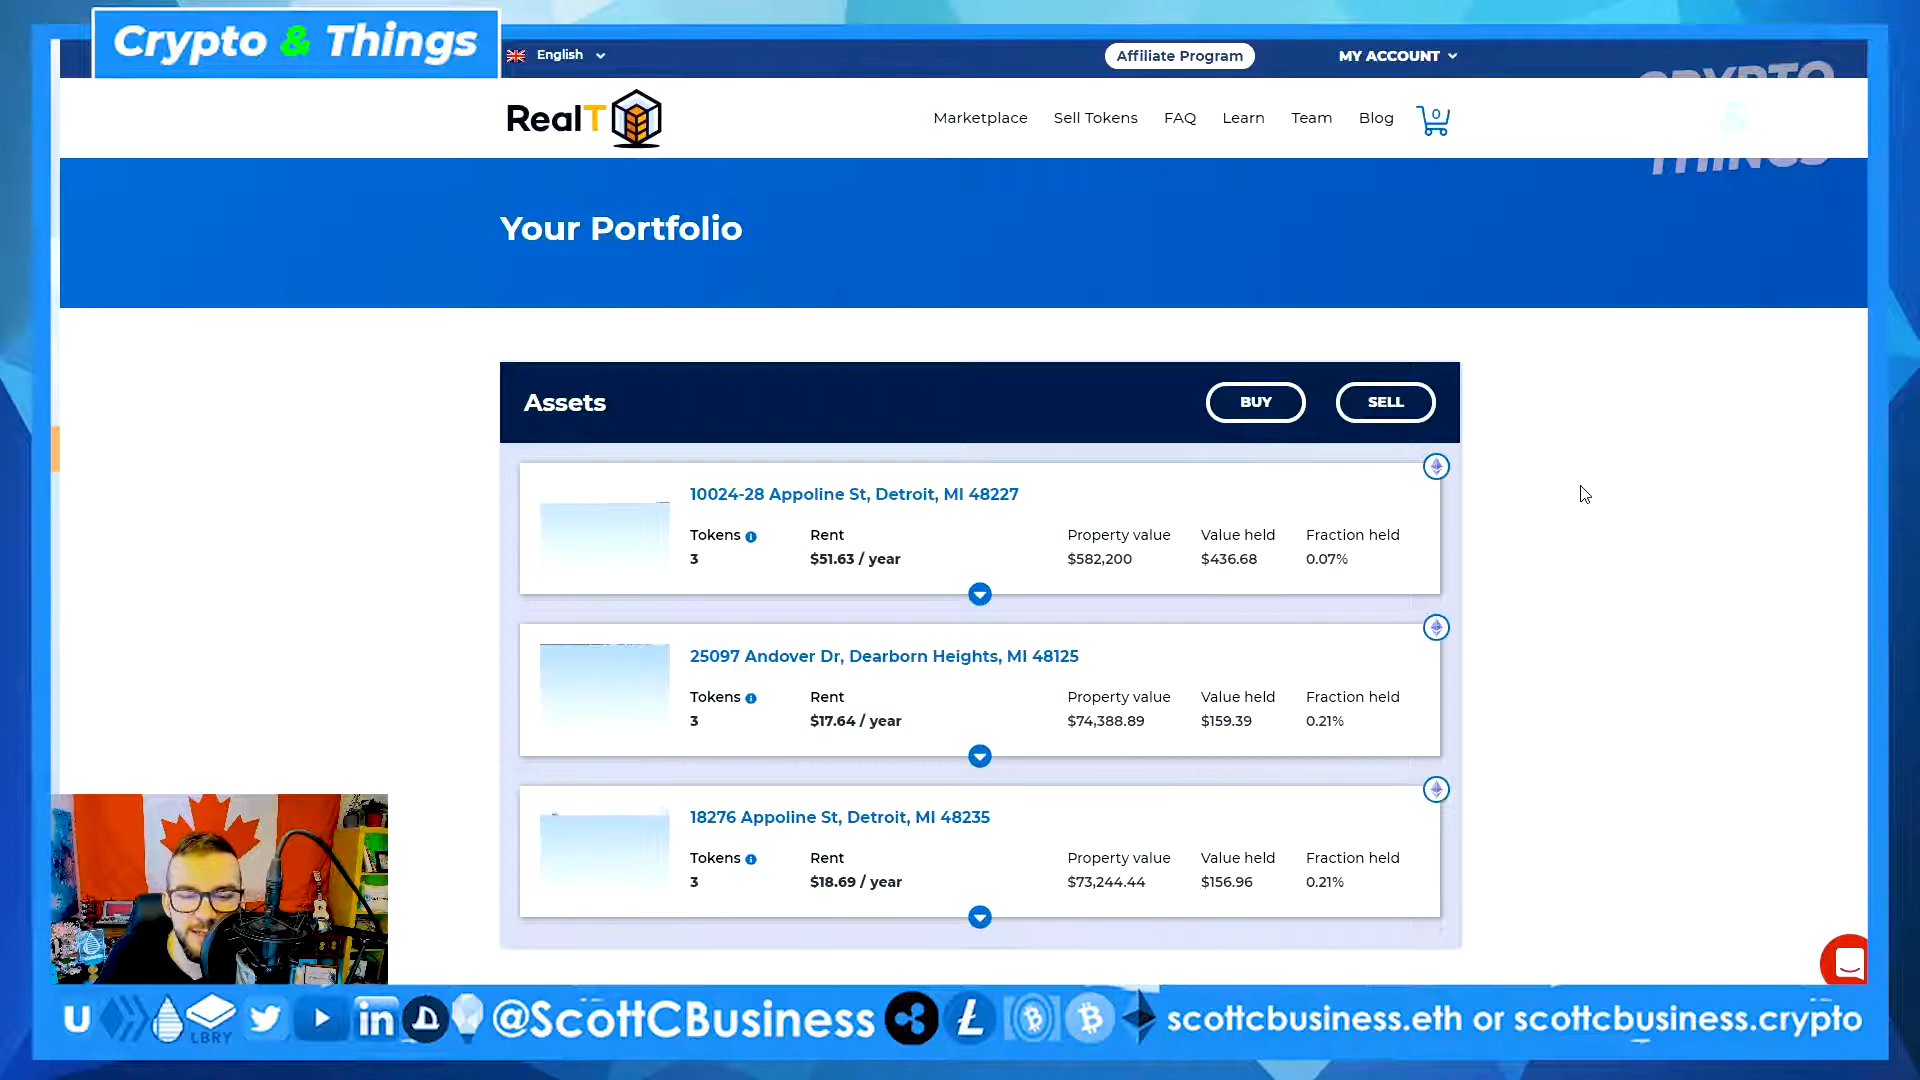 Crypto & Things
English
Affiliate Program
MY ACCOUNT
CRYPTO
&
THINGS
RealT
Marketplace
Sell Tokens
FAQ
Learn
Team
Blog
0
Your Portfolio
Assets
BUY
SELL
10024-28 Appoline St, Detroit, MI 48227
Tokens Rent Property value Value held Fraction held
3 $51.63 / year $582,200 $436.68 0.07%
25097 Andover Dr, Dearborn Heights, MI 48125
Tokens Rent Property value Value held Fraction held
3 $17.64 / year $74,388.89 $159.39 0.21%
18276 Appoline St, Detroit, MI 48235
Tokens Rent Property value Value held Fraction held
3 $18.69 / year $73,244.44 $156.96 0.21%
LBRY
@ScottCBusiness
scottcbusiness.eth or scottcbusiness.crypto